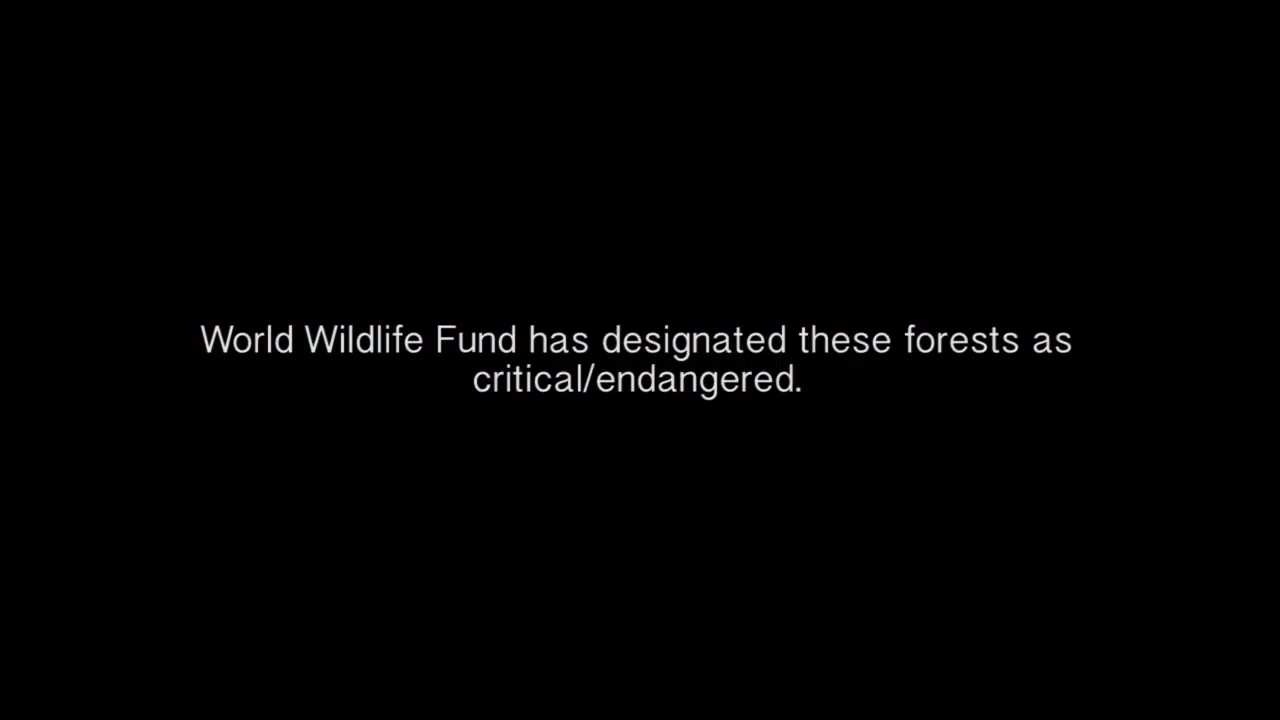 World Wildlife Fund has designated these forests as
critical/endangered.